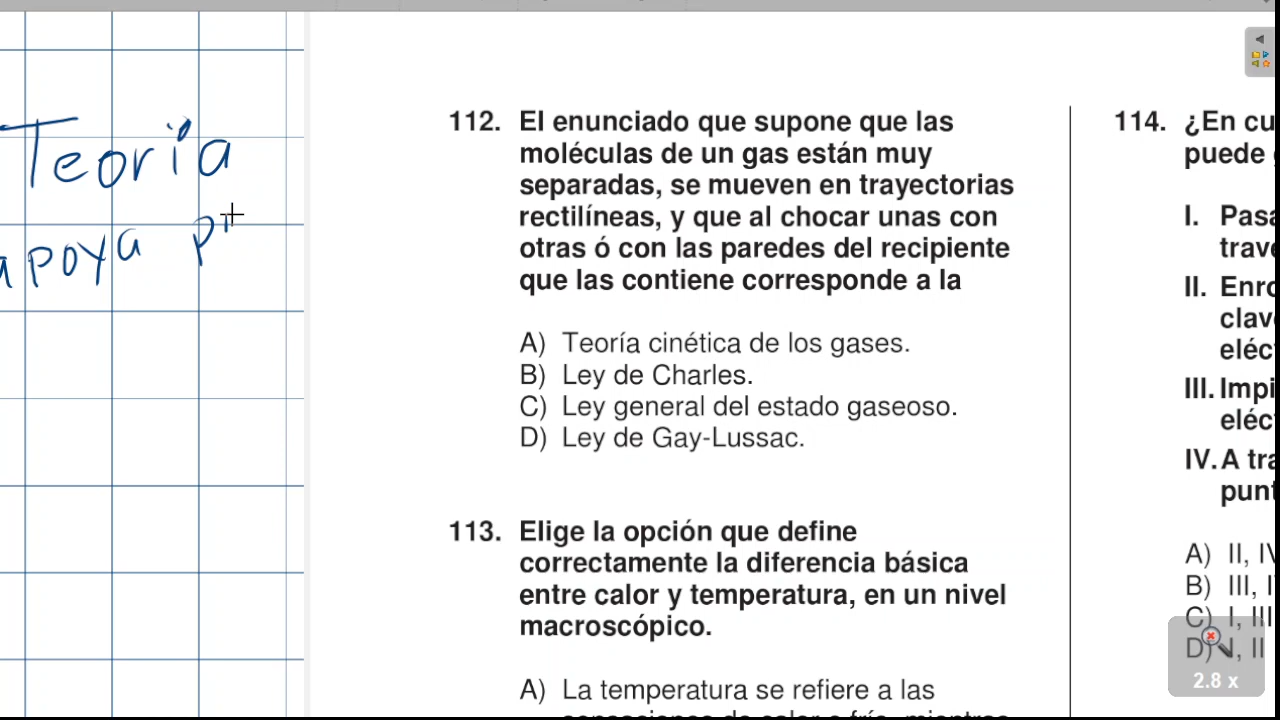 Teoría
apoya
112. El enunciado que supone que las
moléculas de un gas están muy
separadas, se mueven en trayectorias
rectilíneas, y que al chocar unas con
otras ó con las paredes del recipiente
que las contiene corresponde a la
A) Teoría cinética de los gases.
B) Ley de Charles.
C) Ley general del estado gaseoso.
D) Ley de Gay-Lussac.
113. Elige la opción que define
correctamente la diferencia básica
entre calor y temperatura, en un nivel
macroscópico.
A) La temperatura se refiere a las
114. ¿En cu
puede
I. Pasa
trav
II. Enro
clav
eléc
III. Impi
eléc
IV. A tra
punt
A) II, IV
B) III, I
C) I, III
D) I, II
2.8 x